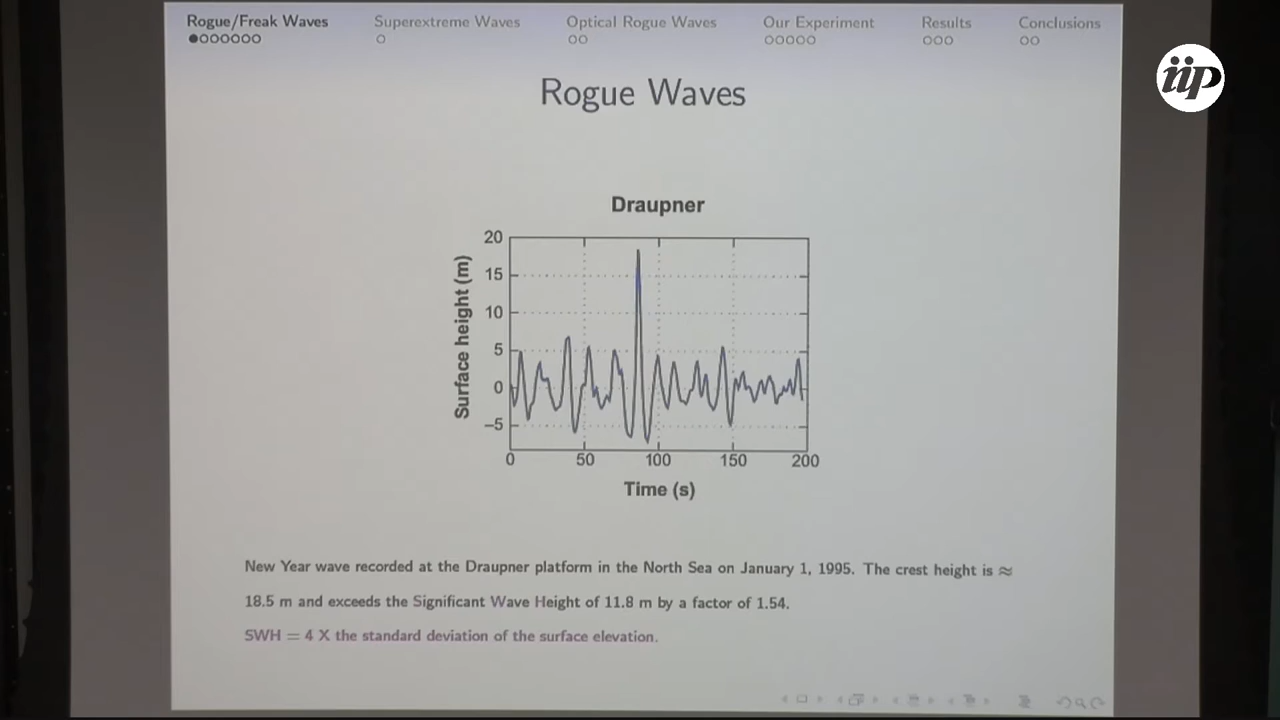 Rogue/Freak Waves Superextreme Waves Optical Rogue Waves Our Experiment Results Conclusions
iip
Rogue Waves
Draupner
Surface height (m)
20
15
10
5
0
−5
0 50 100 150 200
Time (s)
New Year wave recorded at the Draupner platform in the North Sea on January 1, 1995. The crest height is ≈
18.5 m and exceeds the Significant Wave Height of 11.8 m by a factor of 1.54.
SWH = 4 X the standard deviation of the surface elevation.